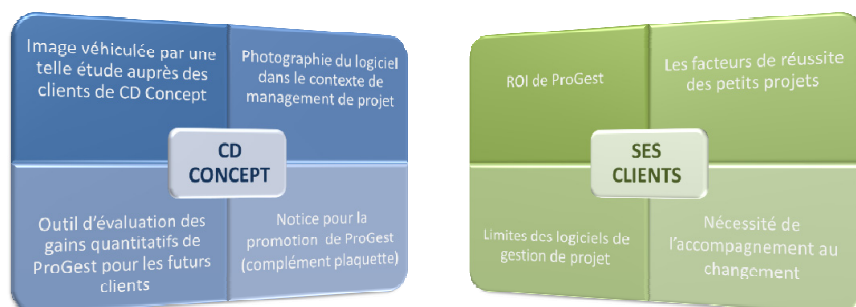 Image véhiculée par une
telle étude auprès des
clients de CD Concept
Photographie du logiciel
dans le contexte de
management de projet
CD
CONCEPT
Outil d'évaluation des
gains quantitatifs de
ProGest pour les futurs
clients
Notice pour la
promotion de ProGest
(complément plaquette)
ROI de ProGest
Les facteurs de réussite
des petits projets
SES
CLIENTS
Limites des logiciels de
gestion de projet
Nécessité de
l'accompagnement au
changement